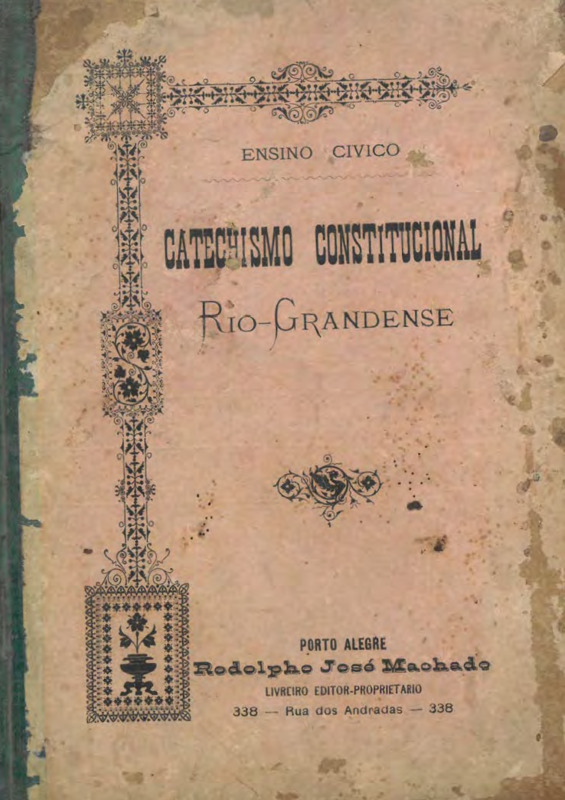 ENSINO CIVICO
CATECHISMO CONSTITUCIONAL
RIO-GRANDENSE
PORTO ALEGRE
Rodolpho José Machado
LIVREIRO EDITOR-PROPRIETARIO
338 — Rua dos Andradas — 338